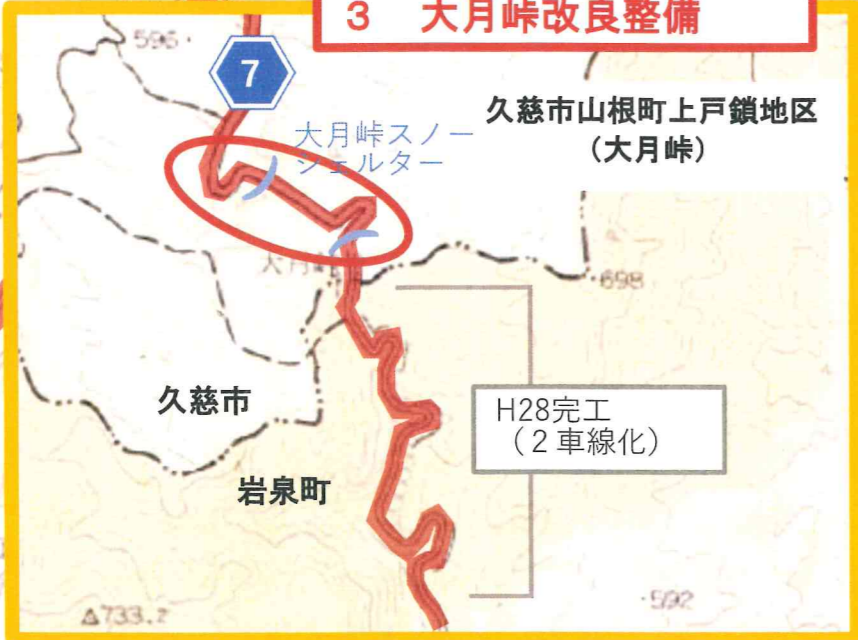 3 大月峠改良整備
596
7
久慈市山根町上戸鎖地区
（大月峠）
大月峠スノー
シェルター
大月峠
698
久慈市
H28完工
（２車線化）
岩泉町
592
733.2